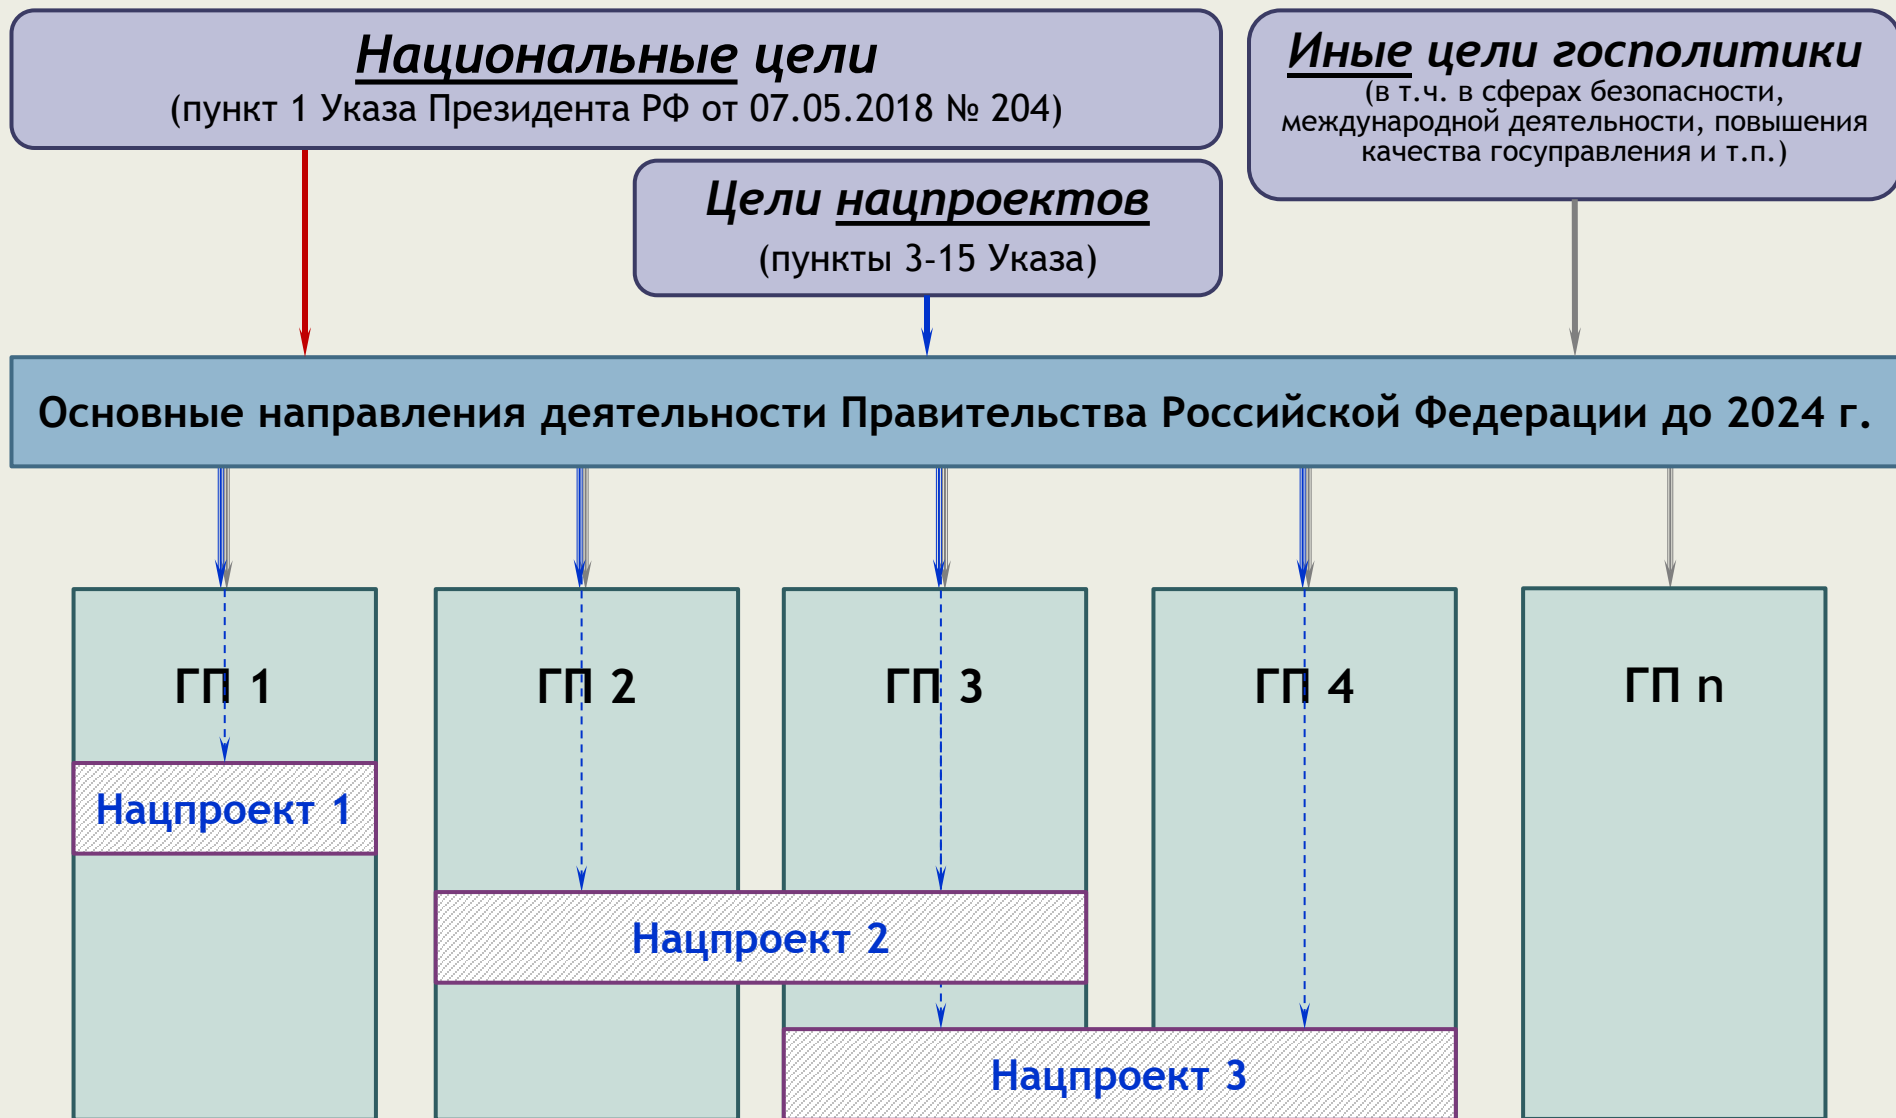 Национальные цели
(пункт 1 Указа Президента РФ от 07.05.2018 № 204)
Иные цели госполитики
(в т.ч. в сферах безопасности,
международной деятельности, повышения
качества госуправления и т.п.)
Цели нацпроектов
(пункты 3-15 Указа)
Основные направления деятельности Правительства Российской Федерации до 2024 г.
ГП 1
ГП 2
ГП 3
ГП 4
ГП n
Нацпроект 1
Нацпроект 2
Нацпроект 3